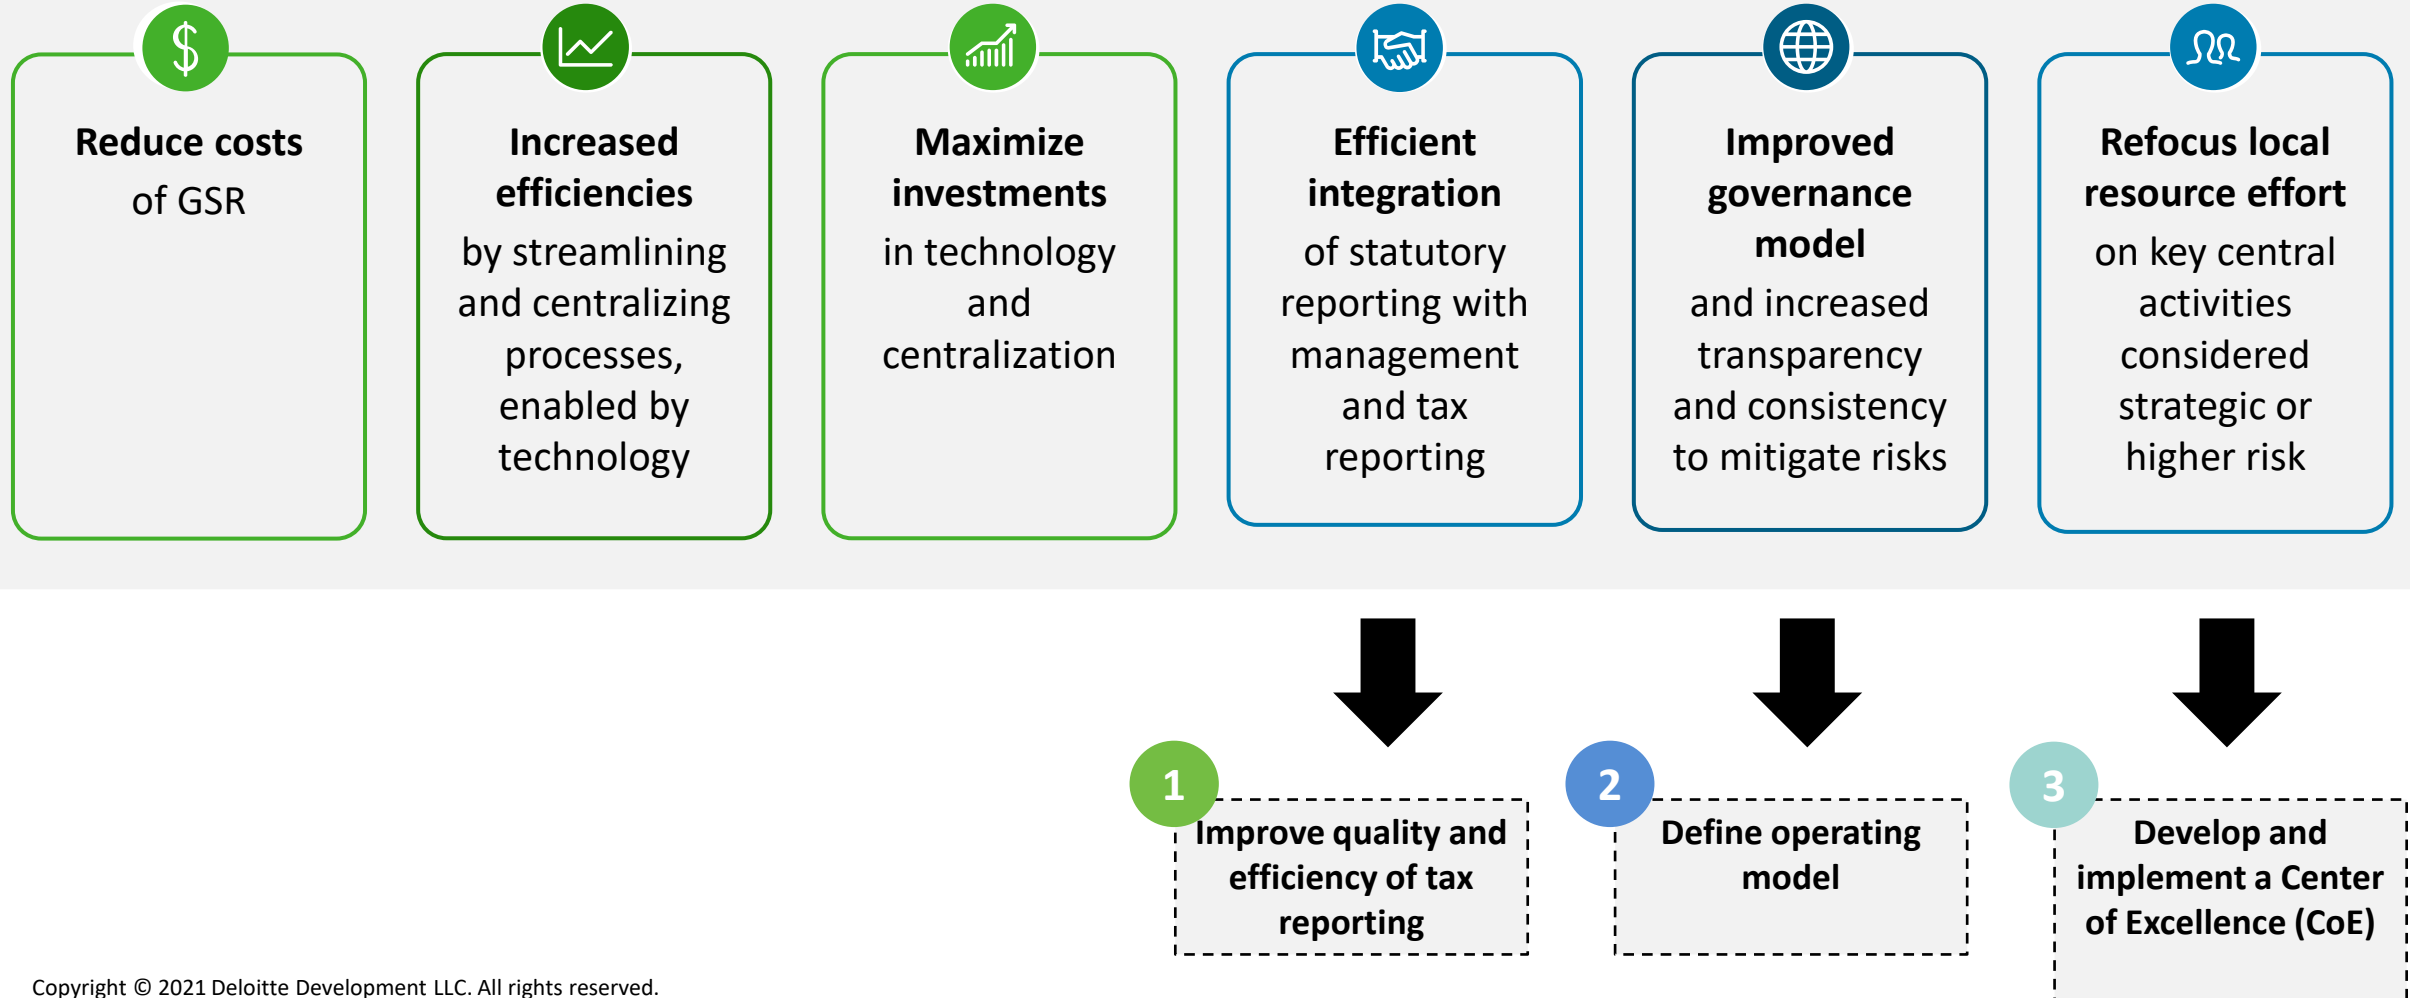 $
Reduce costs
of GSR
Increased
efficiencies
by streamlining
and centralizing
processes,
enabled by
technology
Maximize
investments
in technology
and
centralization
Efficient
integration
of statutory
reporting with
management
and tax
reporting
Improved
governance
model
and increased
transparency
and consistency
to mitigate risks
Refocus local
resource effort
on key central
activities
considered
strategic or
higher risk
1
Improve quality and
efficiency of tax
reporting
2
Define operating
model
3
Develop and
implement a Center
of Excellence (CoE)
Copyright © 2021 Deloitte Development LLC. All rights reserved.